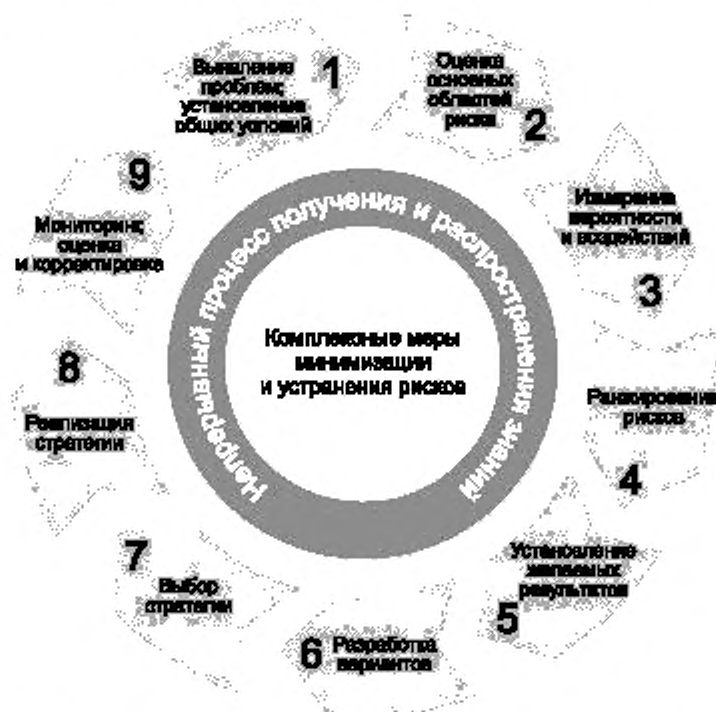 1
Выявление
проблем;
установление
общих условий
2
Оценка
основных
областей
риска
3
Измерение
вероятности
и воздействий
4
Ранжирование
рисков
5
Установление
желаемых
результатов
6
Разработка
вариантов
7
Выбор
стратегии
8
Реализация
стратегии
9
Мониторинг,
оценка
и корректировка
Непрерывный процесс получения и распространения знаний
Комплексные меры
минимизации
и устранения рисков